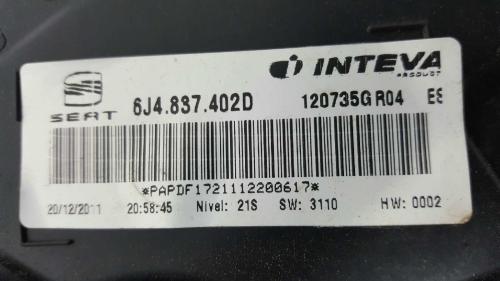 INTEVA
PRODUCTS
SEAT
6J4.837.402D 120735G R04 ES
*PAPDF1721112200617*
20/12/2011 20:58:45 Nivel: 21S SW: 3110 HW: 0002